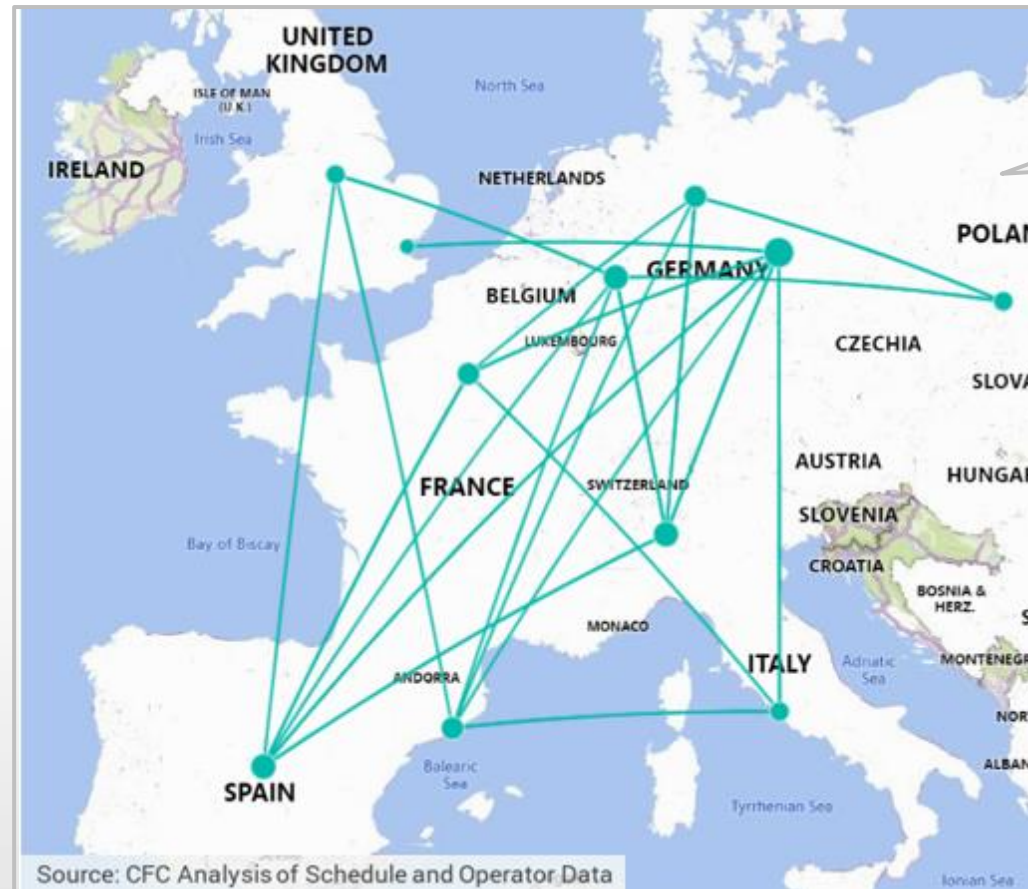 UNITED
KINGDOM
North Sea
ISLE OF MAN
(U.K.)
Irish Sea
IRELAND
NETHERLANDS
POLAN
GERMANY
BELGIUM
LUXEMBOURG
CZECHIA
SLOVA
AUSTRIA
HUNGAR
FRANCE
SWITZERLAND
SLOVENIA
Bay of Biscay
CROATIA
BOSNIA &
HERZ.
S
MONACO
ITALY
Adriatic
Sea
MONTENEGR
ANDORRA
NOR
ALBAN
Balearic
Sea
SPAIN
Tyrrhenian Sea
Source: CFC Analysis of Schedule and Operator Data
Ionian Sea